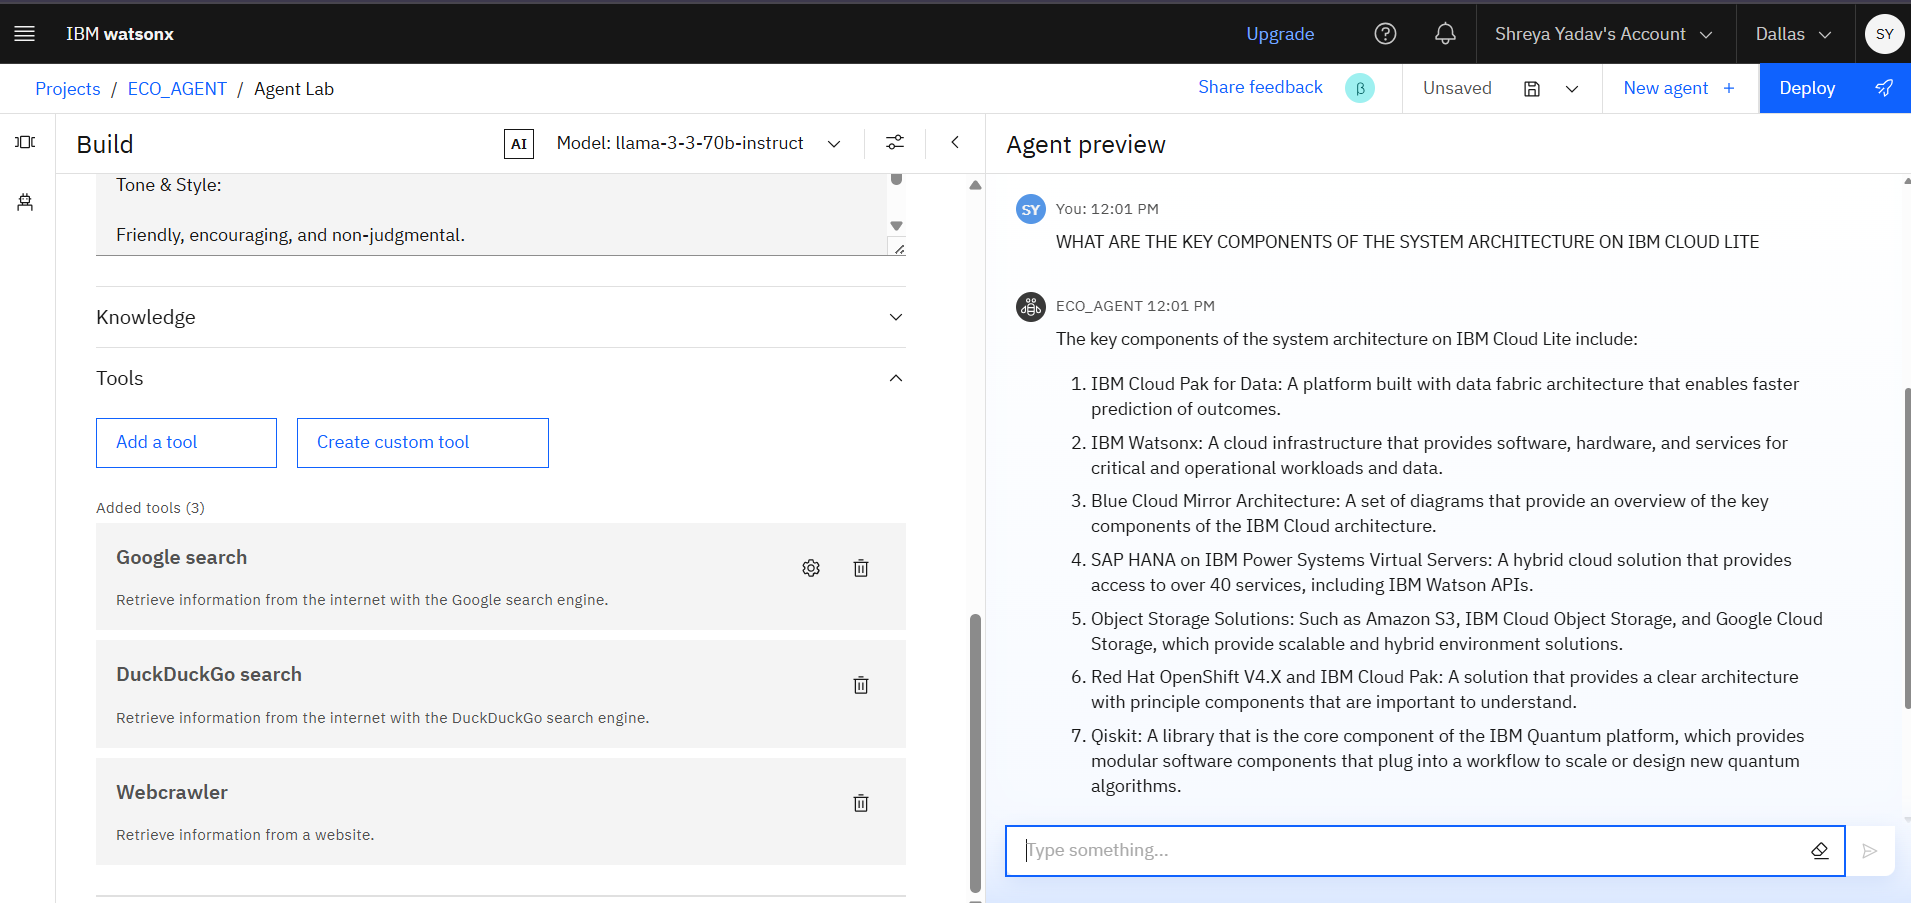 IBM watsonx
Upgrade
Shreya Yadav's Account
Dallas
SY
Projects / ECO_AGENT / Agent Lab
Share feedback
β
Unsaved
New agent +
Deploy
Build
AI
Model: llama-3-3-70b-instruct
Agent preview
Tone & Style:
Friendly, encouraging, and non-judgmental.
Knowledge
Tools
Add a tool
Create custom tool
Added tools (3)
Google search
Retrieve information from the internet with the Google search engine.
DuckDuckGo search
Retrieve information from the internet with the DuckDuckGo search engine.
Webcrawler
Retrieve information from a website.
SY
You: 12:01 PM
WHAT ARE THE KEY COMPONENTS OF THE SYSTEM ARCHITECTURE ON IBM CLOUD LITE
ECO_AGENT 12:01 PM
The key components of the system architecture on IBM Cloud Lite include:
1. IBM Cloud Pak for Data: A platform built with data fabric architecture that enables faster
prediction of outcomes.
2. IBM Watsonx: A cloud infrastructure that provides software, hardware, and services for
critical and operational workloads and data.
3. Blue Cloud Mirror Architecture: A set of diagrams that provide an overview of the key
components of the IBM Cloud architecture.
4. SAP HANA on IBM Power Systems Virtual Servers: A hybrid cloud solution that provides
access to over 40 services, including IBM Watson APIs.
5. Object Storage Solutions: Such as Amazon S3, IBM Cloud Object Storage, and Google Cloud
Storage, which provide scalable and hybrid environment solutions.
6. Red Hat OpenShift V4.X and IBM Cloud Pak: A solution that provides a clear architecture
with principle components that are important to understand.
7. Qiskit: A library that is the core component of the IBM Quantum platform, which provides
modular software components that plug into a workflow to scale or design new quantum
algorithms.
Type something...